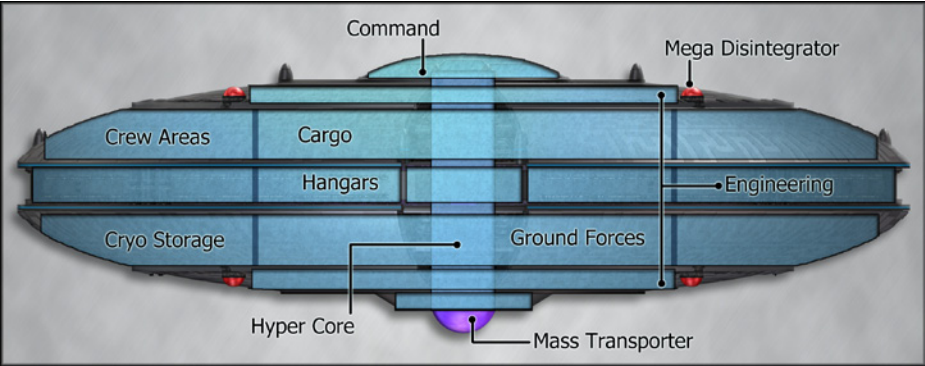 Command
Mega Disintegrator
Crew Areas
Cargo
Hangars
Engineering
Cryo Storage
Ground Forces
Hyper Core
Mass Transporter